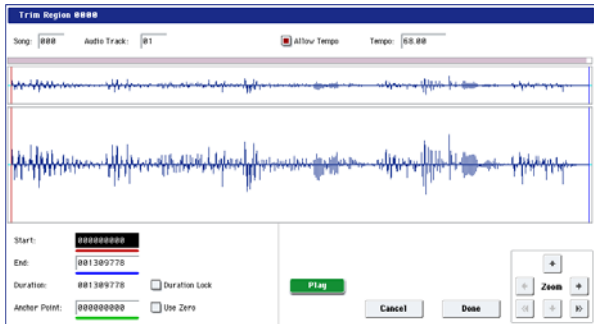 Trim Region 0000
Song: 000 Audio Track: 01 Allow Tempo Tempo: 68.00
Start: 000000000
End: 001309778
Duration: 001309778 Duration Lock Play + Zoom +
Anchor Point: 000000000 Use Zero Cancel Done